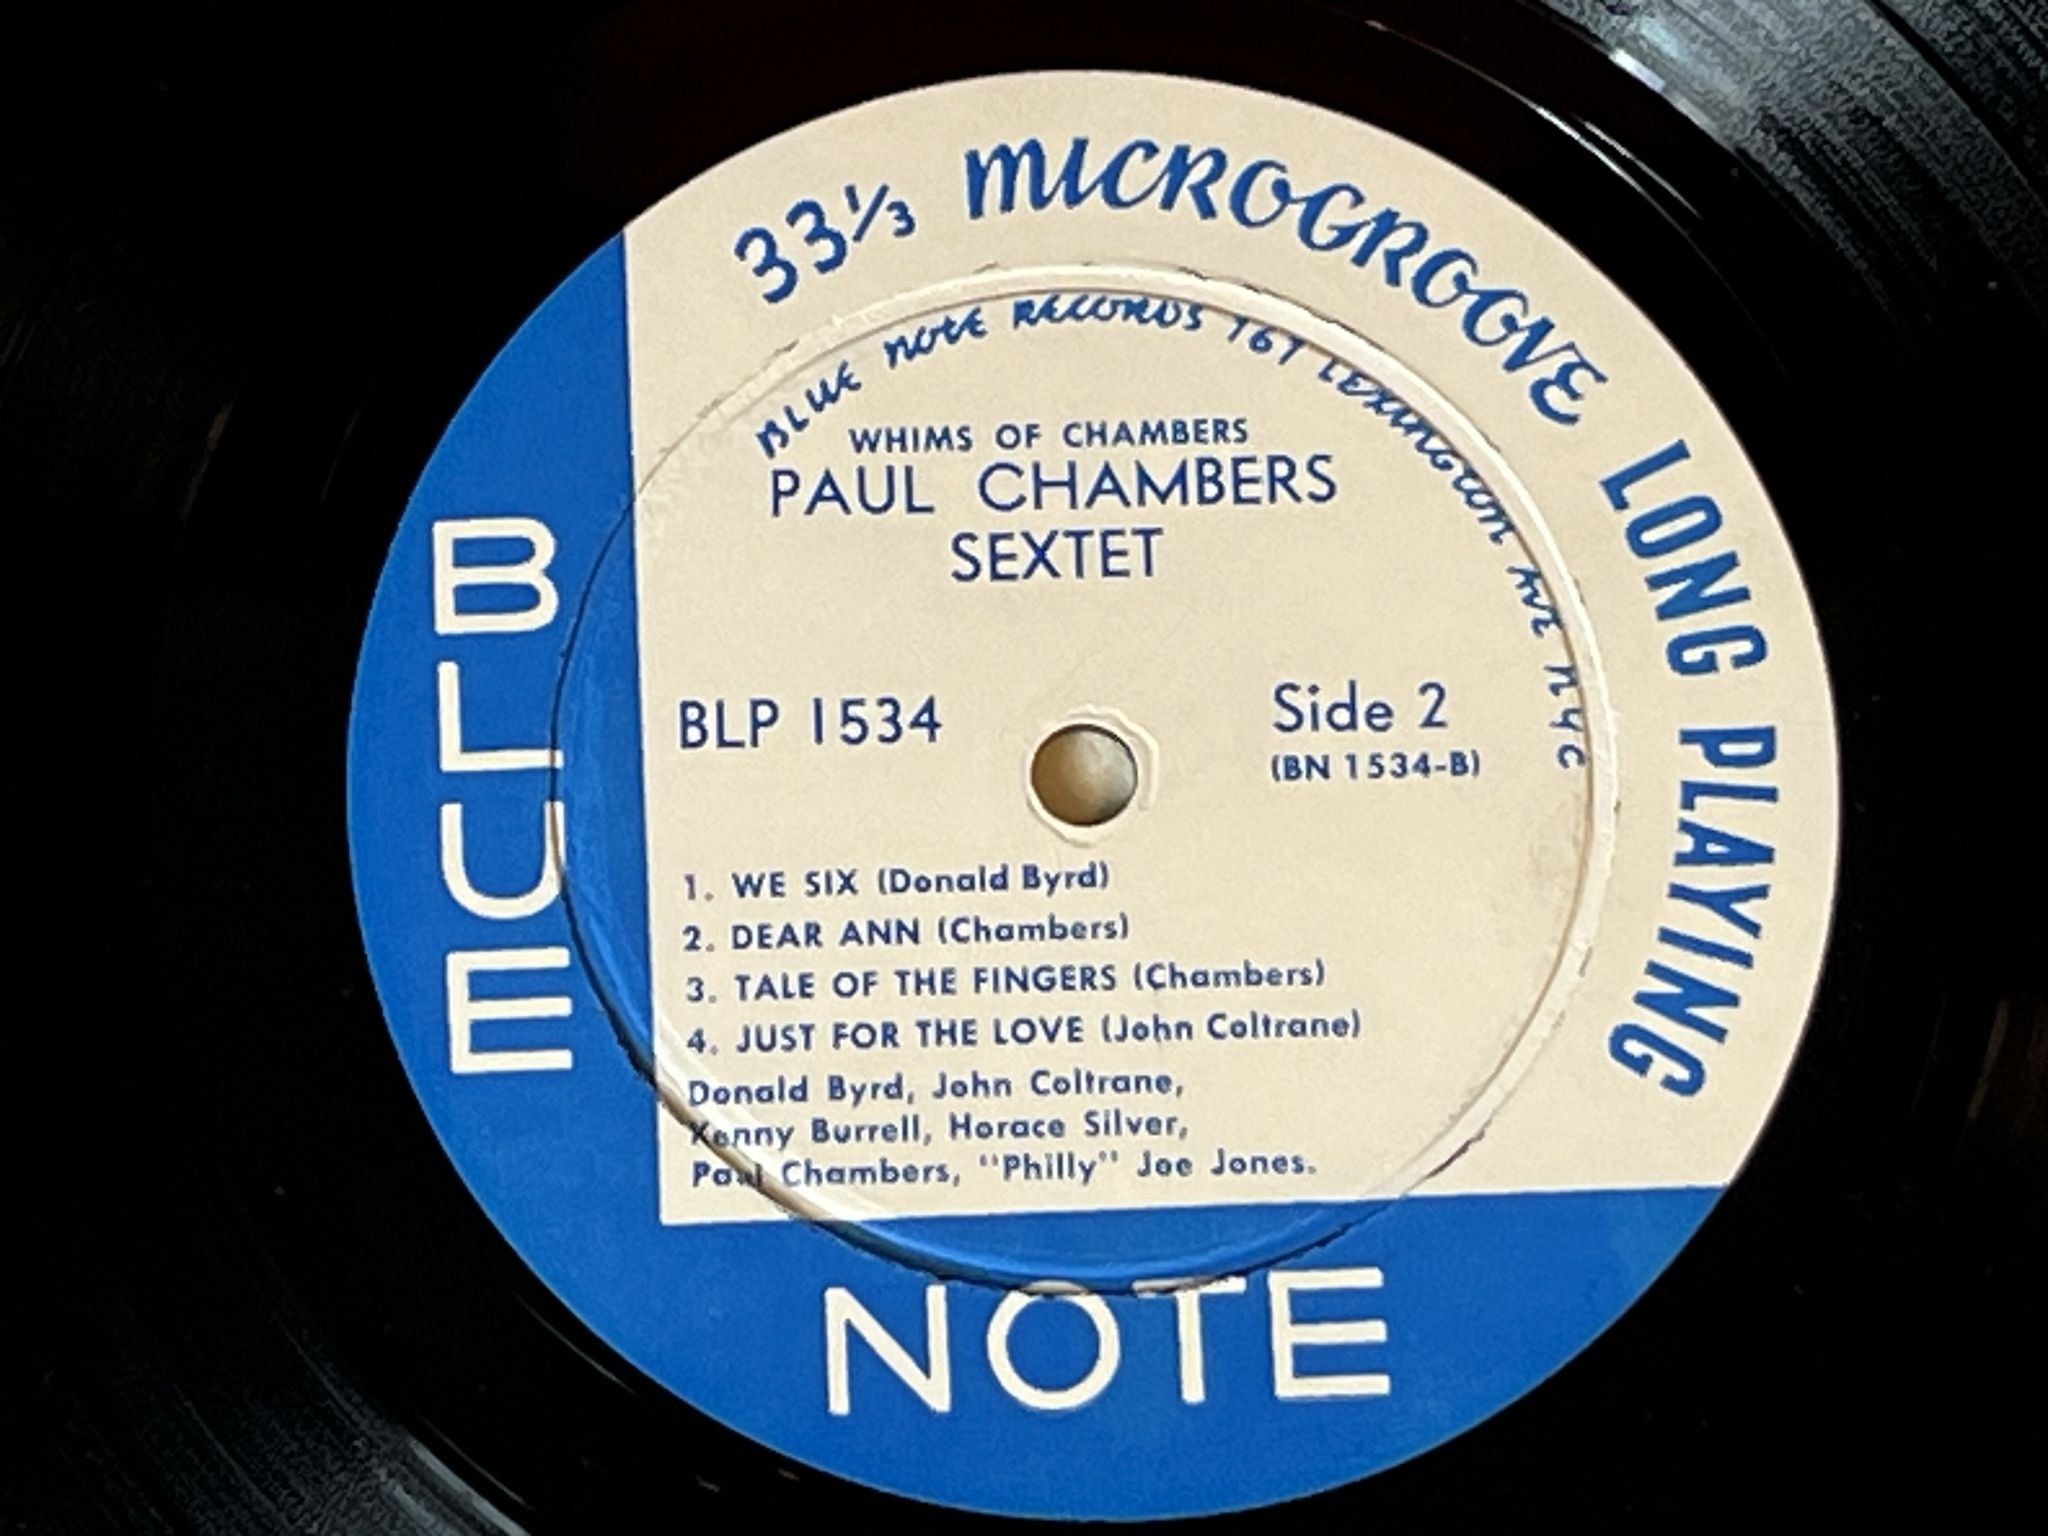 33⅓ MICROGROOVE LONG PLAYING
BLUE NOTE RECORDS 767 LEXINGTON AVE NYC
WHIMS OF CHAMBERS
PAUL CHAMBERS
SEXTET
BLP 1534
Side 2
(BN 1534-B)
1. WE SIX (Donald Byrd)
2. DEAR ANN (Chambers)
3. TALE OF THE FINGERS (Chambers)
4. JUST FOR THE LOVE (John Coltrane)
Donald Byrd, John Coltrane,
Kenny Burrell, Horace Silver,
Paul Chambers, "Philly" Joe Jones.
BLUE
NOTE